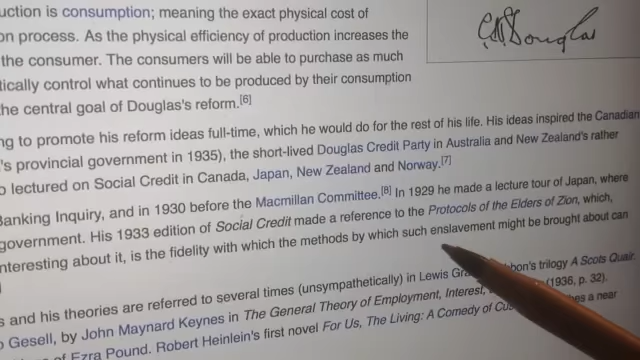 uction is consumption; meaning the exact physical cost of
on process. As the physical efficiency of production increases the
the consumer. The consumers will be able to purchase as much
tically control what continues to be produced by their consumption
the central goal of Douglas's reform.[6]
Douglas
ng to promote his reform ideas full-time, which he would do for the rest of his life. His ideas inspired the Canadian
's provincial government in 1935), the short-lived Douglas Credit Party in Australia and New Zealand's rather
o lectured on Social Credit in Canada, Japan, New Zealand and Norway.[7]
Banking Inquiry, and in 1930 before the Macmillan Committee.[8] In 1929 he made a lecture tour of Japan, where
government. His 1933 edition of Social Credit made a reference to the Protocols of the Elders of Zion, which,
nteresting about it, is the fidelity with which the methods by which such enslavement might be brought about can
]
s and his theories are referred to several times (unsympathetically) in Lewis Gra bbon's trilogy A Scots Quair.
o Gesell, by John Maynard Keynes in The General Theory of Employment, Interest, (1936, p. 32).
of Ezra Pound. Robert Heinlein's first novel For Us, The Living: A Comedy of Cus es a near